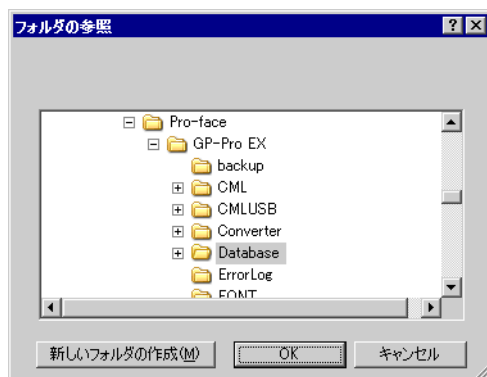 フォルダの参照
Pro-face
GP-Pro EX
backup
CML
CMLUSB
Converter
Database
ErrorLog
FONT
新しいフォルダの作成(M)
OK
キャンセル